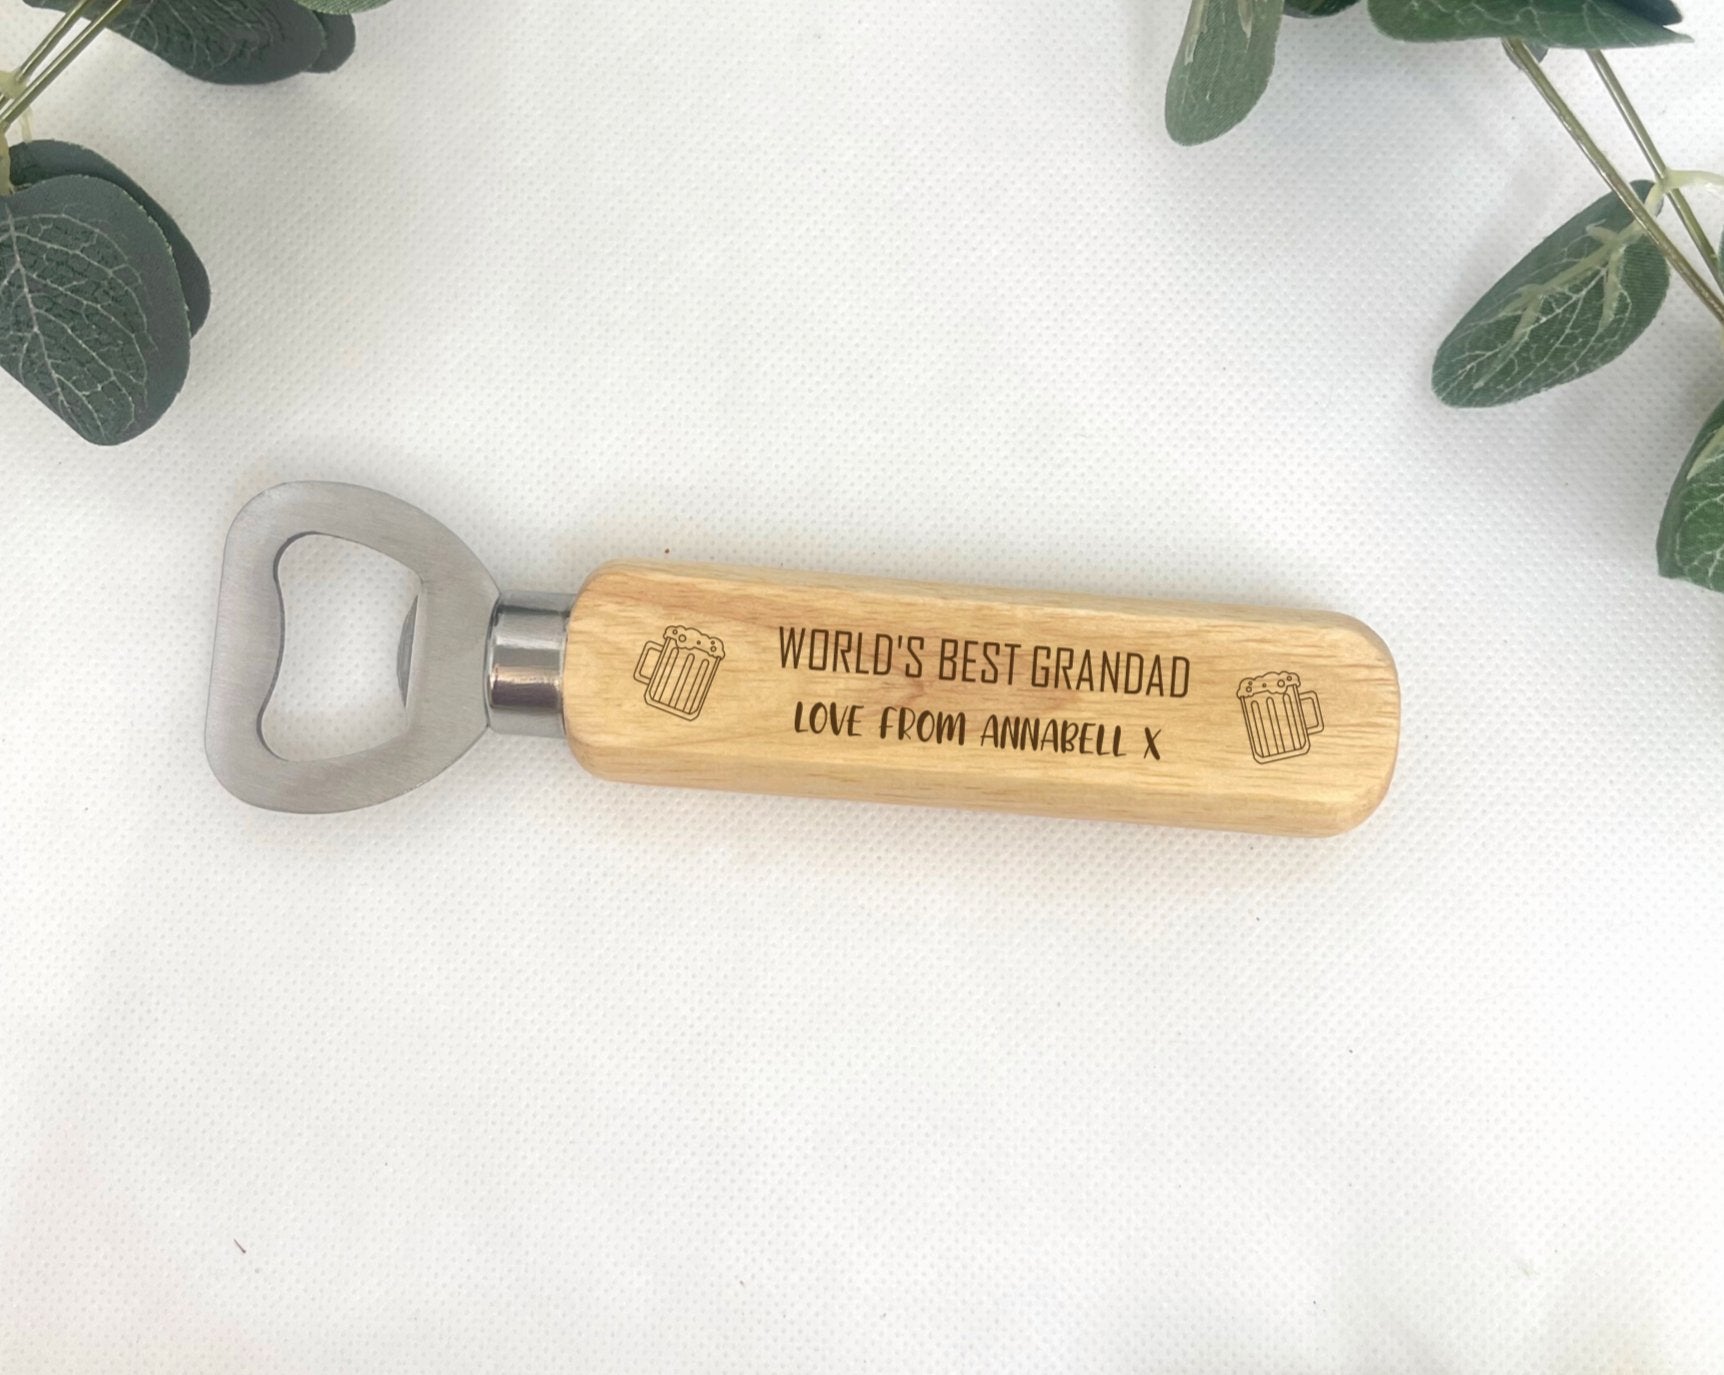 WORLD'S BEST GRANDAD
LOVE FROM ANNABELL X